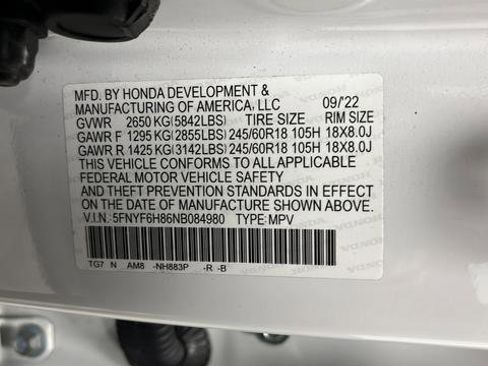 MFD. BY HONDA DEVELOPMENT &
MANUFACTURING OF AMERICA, LLC 09/'22
GVWR 2650 KG(5842LBS) TIRE SIZE RIM SIZE
GAWR F 1295 KG(2855LBS) 245/60R18 105H 18X8.0J
GAWR R 1425 KG(3142LBS) 245/60R18 105H 18X8.0J
THIS VEHICLE CONFORMS TO ALL APPLICABLE
FEDERAL MOTOR VEHICLE SAFETY
AND THEFT PREVENTION STANDARDS IN EFFECT
ON THE DATE OF MANUFACTURE SHOWN ABOVE.
V.I.N: 5FNYF6H86NB084980 TYPE: MPV
TG7 N AM8 -NH883P -R -B